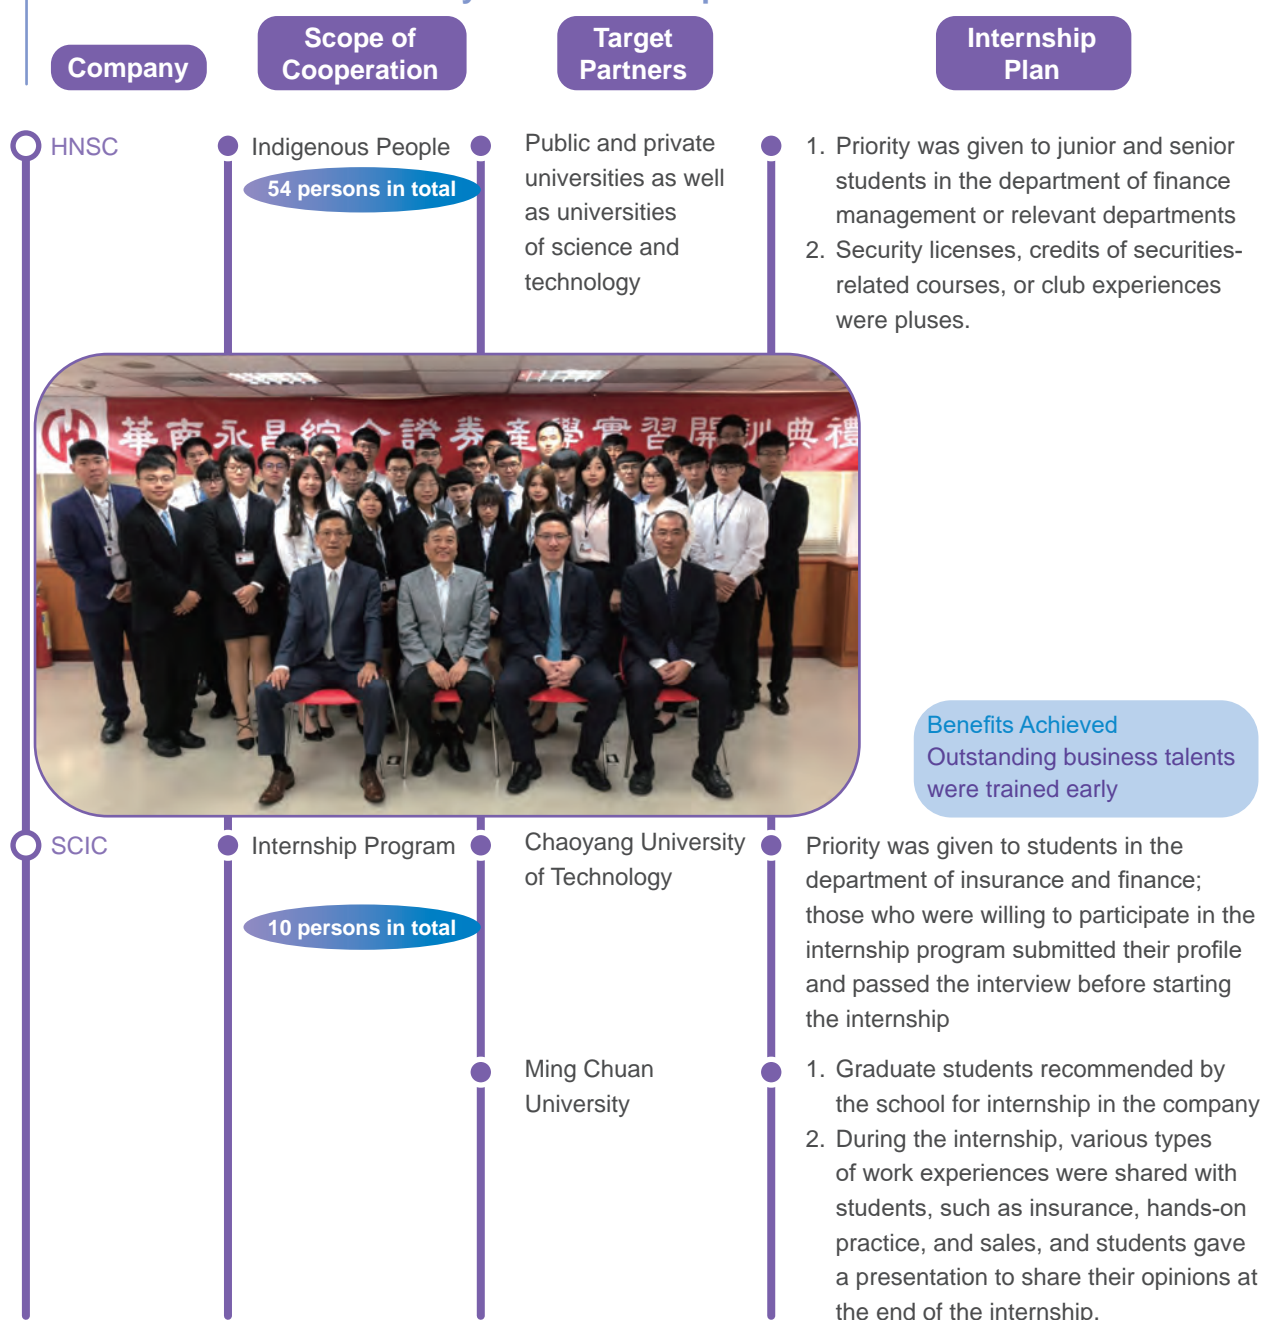 Company
Scope of
Cooperation
Target
Partners
Internship
Plan
HNSC
Indigenous People
54 persons in total
Public and private
universities as well
as universities
of science and
technology
1. Priority was given to junior and senior
students in the department of finance
management or relevant departments
2. Security licenses, credits of securities-
related courses, or club experiences
were pluses.
華南永昌綜合證券產學實習開訓典禮
Benefits Achieved
Outstanding business talents
were trained early
SCIC
Internship Program
10 persons in total
Chaoyang University
of Technology
Priority was given to students in the
department of insurance and finance;
those who were willing to participate in the
internship program submitted their profile
and passed the interview before starting
the internship
Ming Chuan
University
1. Graduate students recommended by
the school for internship in the company
2. During the internship, various types
of work experiences were shared with
students, such as insurance, hands-on
practice, and sales, and students gave
a presentation to share their opinions at
the end of the internship.